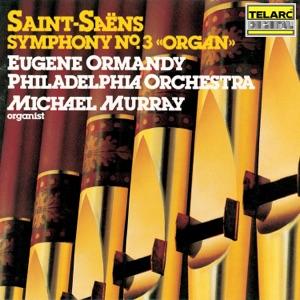 TELARC
DIGITAL
SAINT-SAËNS
SYMPHONY Nº 3 «ORGAN»
EUGENE ORMANDY
PHILADELPHIA ORCHESTRA
MICHAEL MURRAY
organist